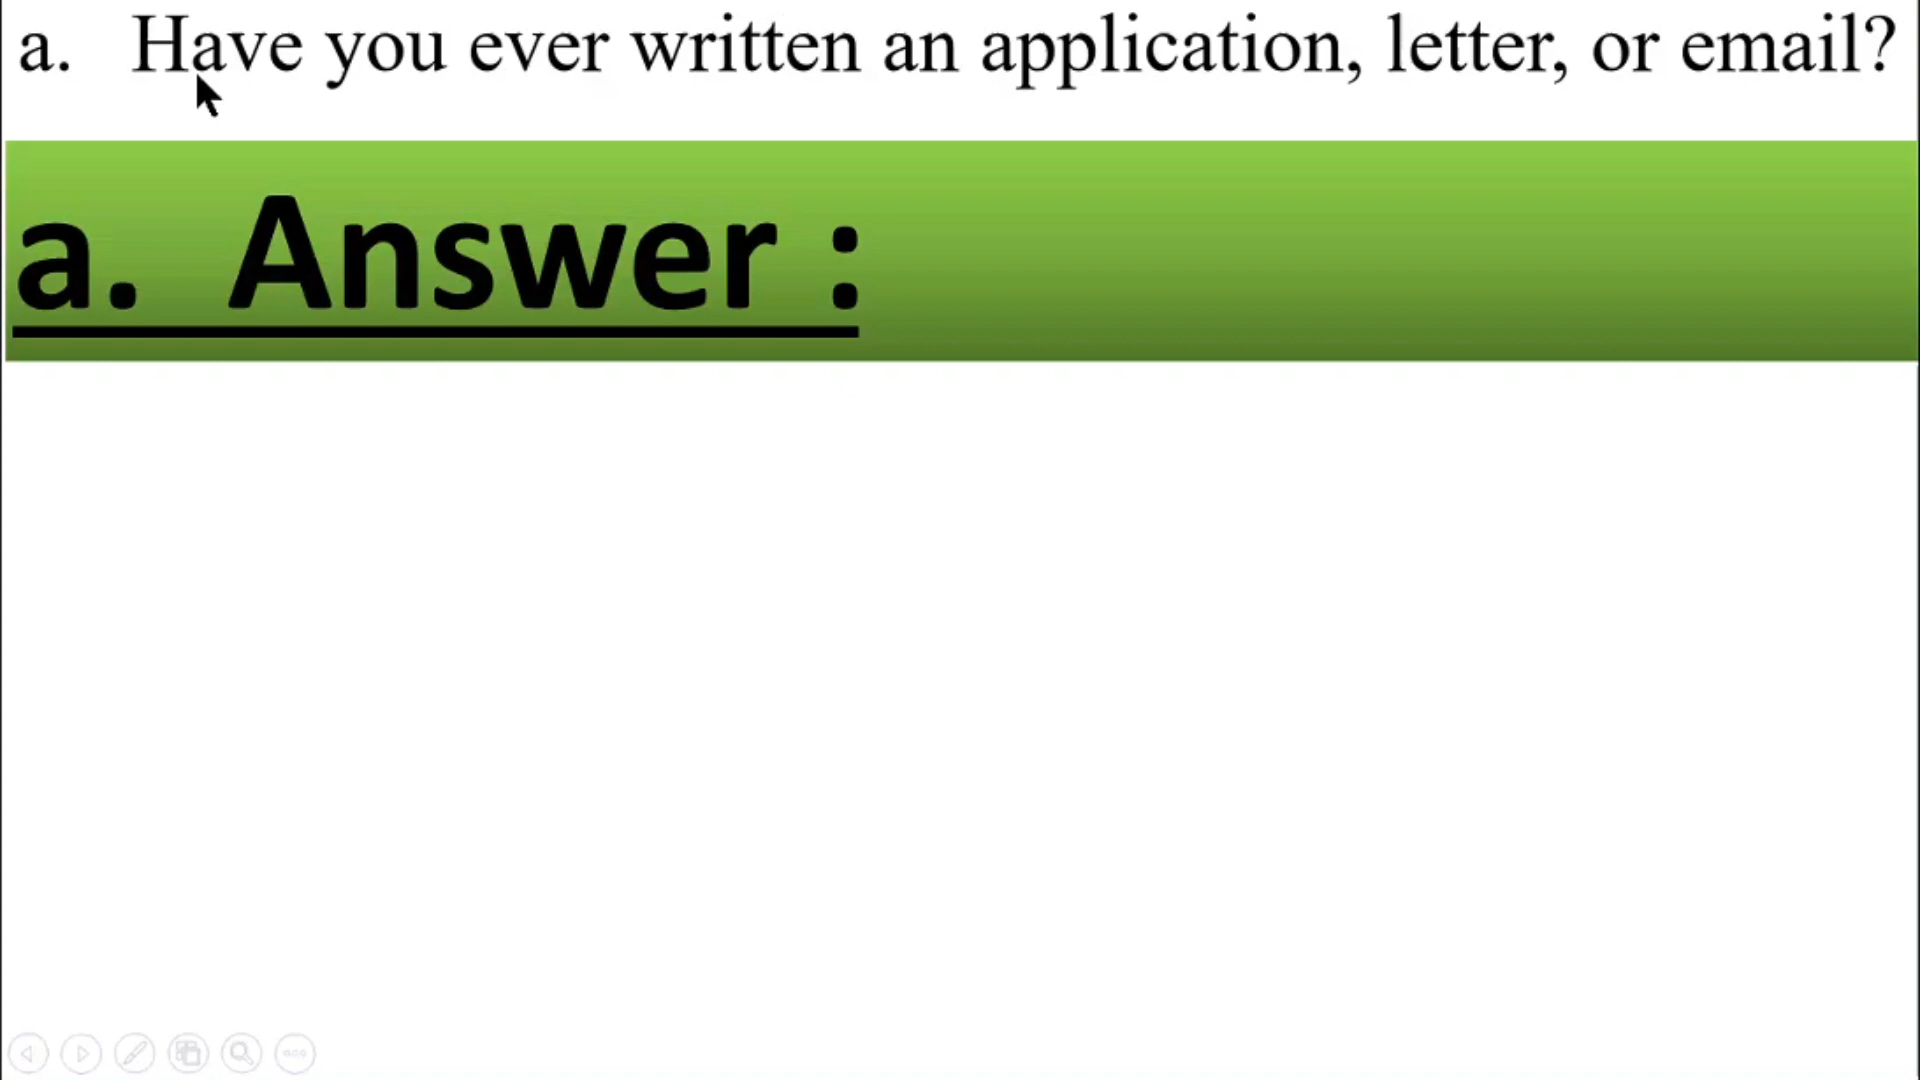 a. Have you ever written an application, letter, or email?
a. Answer :